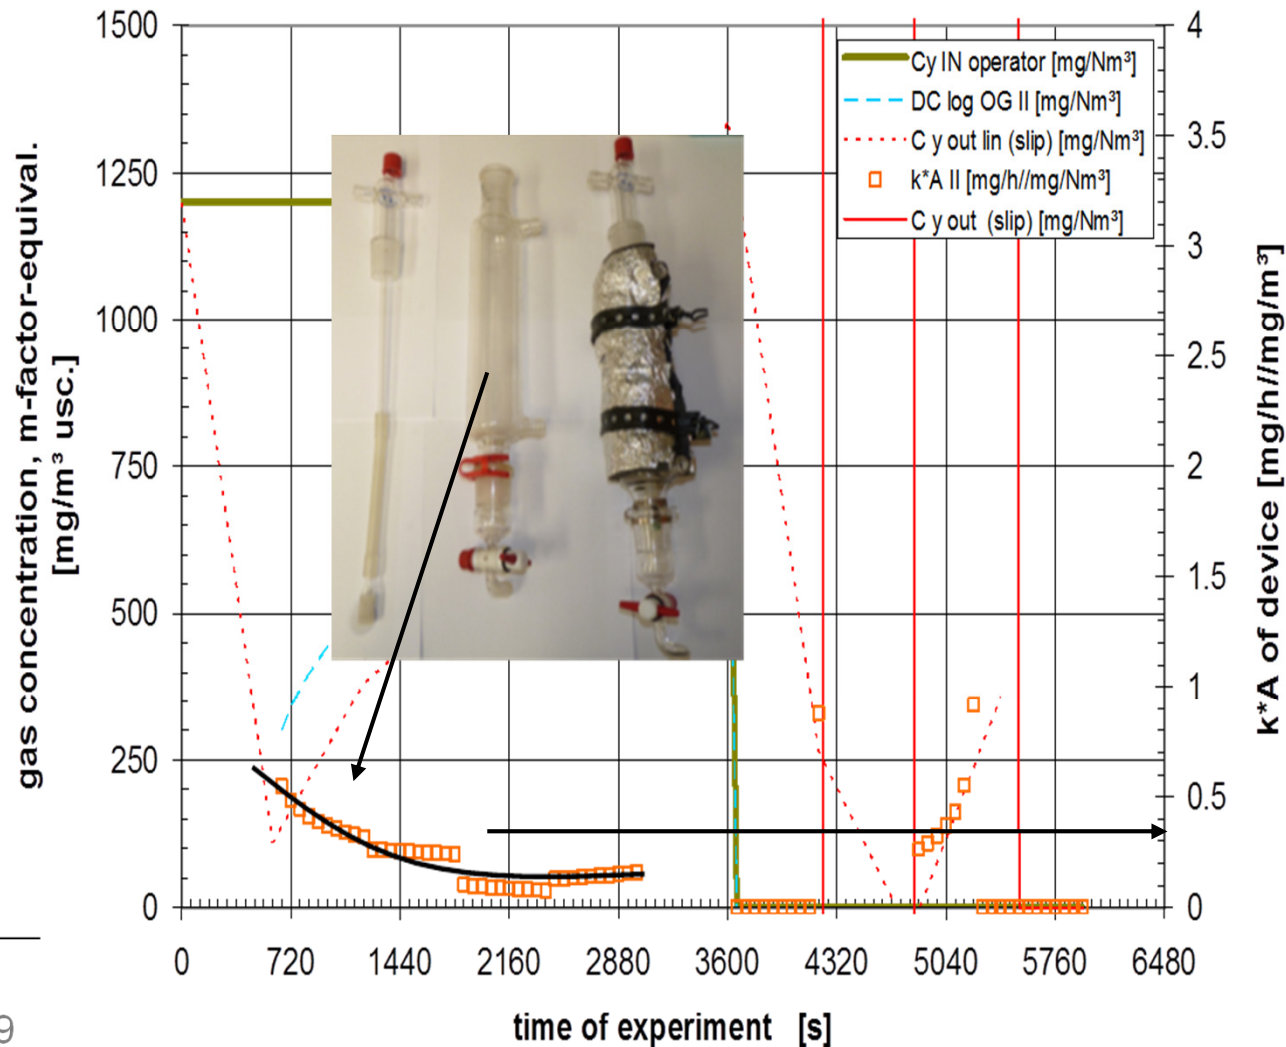 1500
1250
1000
750
500
250
0
gas concentration, m-factor-equival.
[mg/m³ usc.]
Cy IN operator [mg/Nm³]
DC log OG II [mg/Nm³]
C y out lin (slip) [mg/Nm³]
k*A II [mg/h//mg/Nm³]
C y out (slip) [mg/Nm³]
4
3.5
3
2.5
2
1.5
1
0.5
0
k*A of device [mg/h//mg/m³]
0 720 1440 2160 2880 3600 4320 5040 5760 6480
time of experiment [s]
9